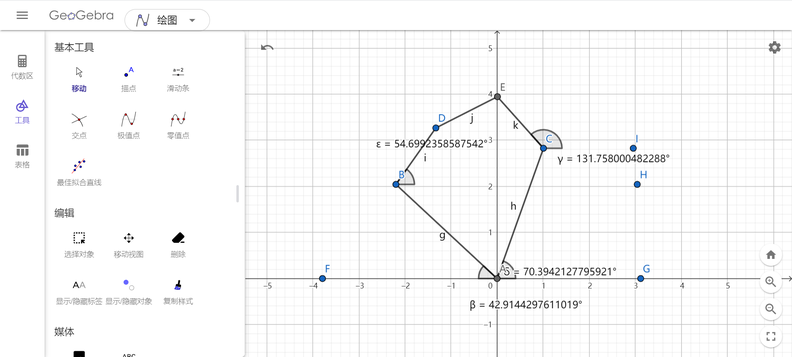 GeoGebra 绘图
代数区
工具
表格
基本工具
移动 描点 滑动条
a=2
交点 极值点 零值点
最佳拟合直线
编辑
选择对象 移动视图 删除
AA
显示/隐藏标签 显示/隐藏对象 复制样式
媒体
ABC
5
4 E
D j
k
3 C I
ε = 54.6992358587542°
i γ = 131.758000482288°
B 2 H
h
g 1
F A δ = 70.3942127795921° G
−5 −4 −3 −2 −1 0 1 2 3 4 5 6
β = 42.9144297611019°
−1